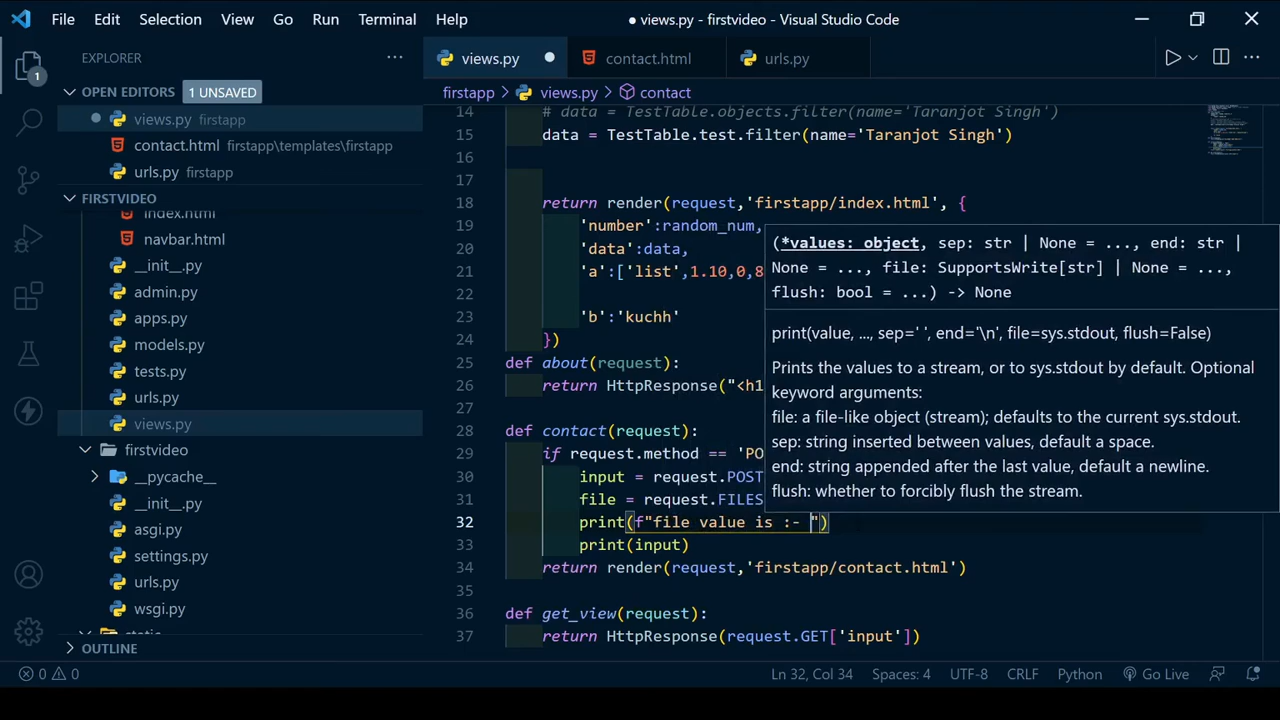 File Edit Selection View Go Run Terminal Help
● views.py - firstvideo - Visual Studio Code
EXPLORER
views.py
contact.html
urls.py
1
OPEN EDITORS 1 UNSAVED
views.py firstapp
contact.html firstapp\templates\firstapp
urls.py firstapp
FIRSTVIDEO
index.html
navbar.html
__init__.py
admin.py
apps.py
models.py
tests.py
urls.py
views.py
firstvideo
__pycache__
__init__.py
asgi.py
settings.py
urls.py
wsgi.py
static
OUTLINE
firstapp > views.py > contact
14 # data = TestTable.objects.filter(name='Taranjot Singh')
15 data = TestTable.test.filter(name='Taranjot Singh')
16
17
18 return render(request,'firstapp/index.html', {
19 'number':random_num,
20 'data':data,
21 'a':['list',1.10,0,8
22
23 'b':'kuchh'
24 })
25 def about(request):
26 return HttpResponse("<h1
27
28 def contact(request):
29 if request.method == 'PO
30 input = request.POST
31 file = request.FILES
32 print(f"file value is :- ")
33 print(input)
34 return render(request,'firstapp/contact.html')
35
36 def get_view(request):
37 return HttpResponse(request.GET['input'])
(*values: object, sep: str | None = ..., end: str |
None = ..., file: SupportsWrite[str] | None = ...,
flush: bool = ...) -> None
print(value, ..., sep=' ', end='\n', file=sys.stdout, flush=False)
Prints the values to a stream, or to sys.stdout by default. Optional
keyword arguments:
file: a file-like object (stream); defaults to the current sys.stdout.
sep: string inserted between values, default a space.
end: string appended after the last value, default a newline.
flush: whether to forcibly flush the stream.
0 0 Ln 32, Col 34 Spaces: 4 UTF-8 CRLF Python Go Live